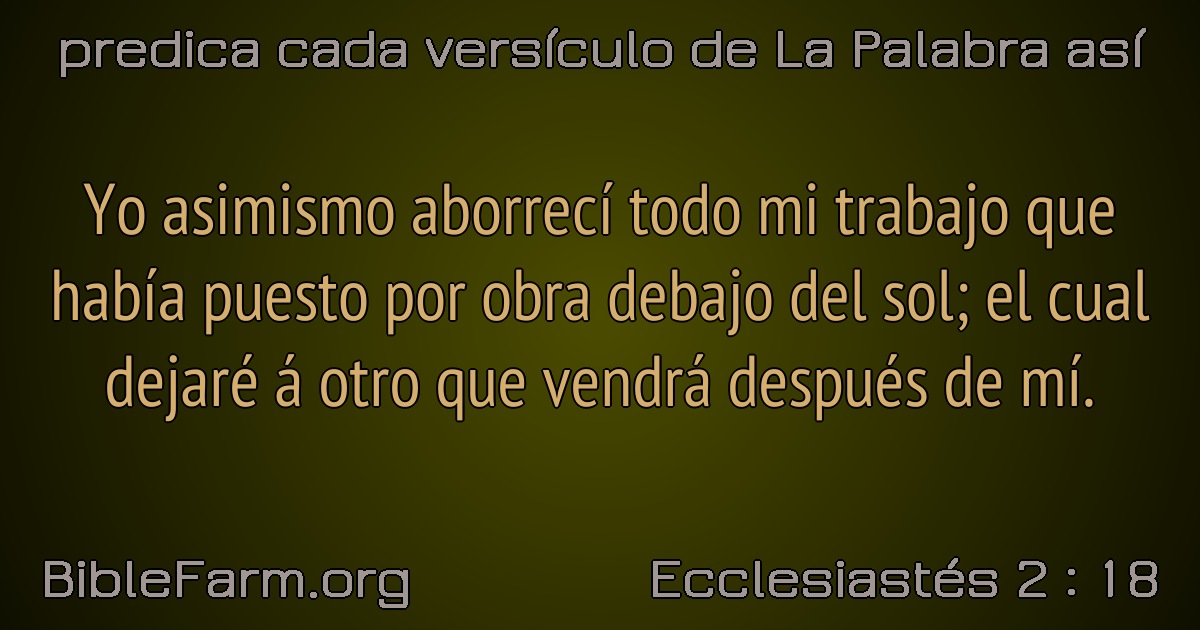 predica cada versículo de La Palabra así
Yo asimismo aborrecí todo mi trabajo que
había puesto por obra debajo del sol; el cual
dejaré á otro que vendrá después de mí.
BibleFarm.org
Ecclesiastés 2 : 18